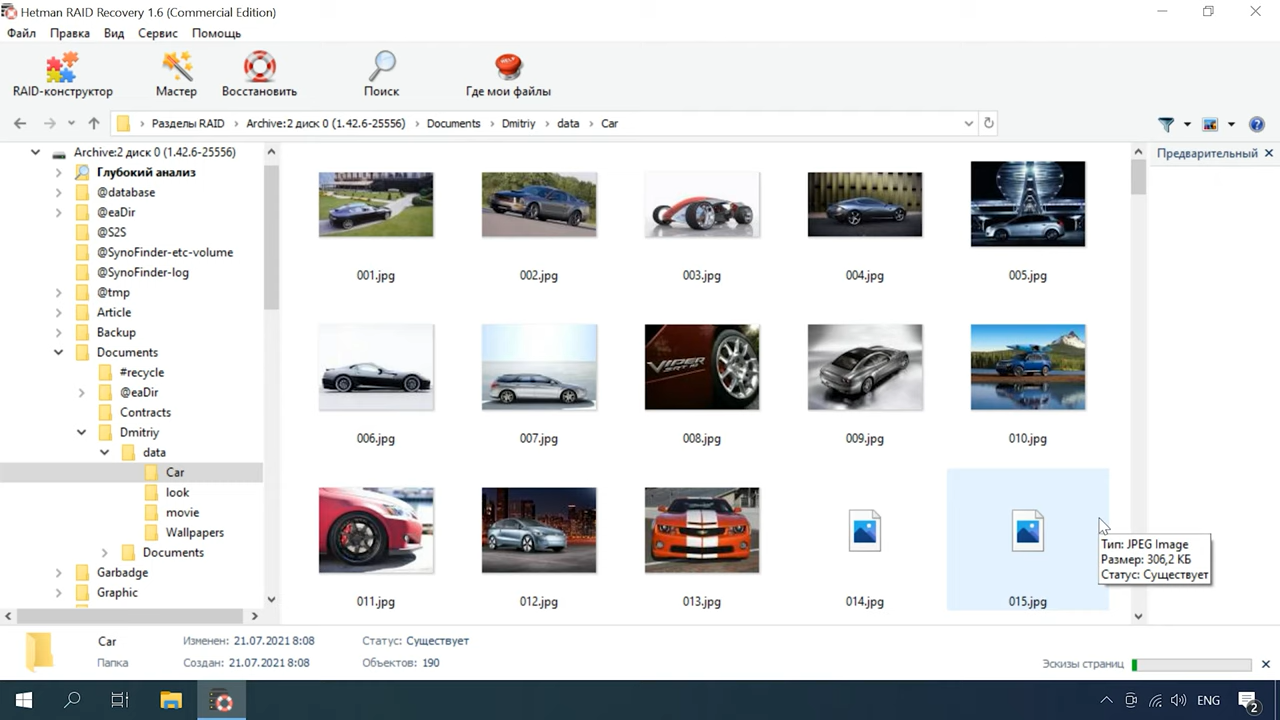 Hetman RAID Recovery 1.6 (Commercial Edition)
Файл Правка Вид Сервис Помощь
RAID-конструктор Мастер Восстановить Поиск Где мои файлы
Разделы RAID Archive:2 диск 0 (1.42.6-25556) Documents Dmitriy data Car
Archive:2 диск 0 (1.42.6-25556)
Глубокий анализ
@database
@eaDir
@S2S
@SynoFinder-etc-volume
@SynoFinder-log
@tmp
Article
Backup
Documents
#recycle
@eaDir
Contracts
Dmitriy
data
Car
look
movie
Wallpapers
Documents
Garbadge
Graphic
Предварительный
001.jpg 002.jpg 003.jpg 004.jpg 005.jpg
VIPER
SRT 10
006.jpg 007.jpg 008.jpg 009.jpg 010.jpg
011.jpg 012.jpg 013.jpg 014.jpg 015.jpg
Тип: JPEG Image
Размер: 306,2 КБ
Статус: Существует
Car Изменен: 21.07.2021 8:08 Статус: Существует
Папка Создан: 21.07.2021 8:08 Объектов: 190
Эскизы страниц
ENG 2